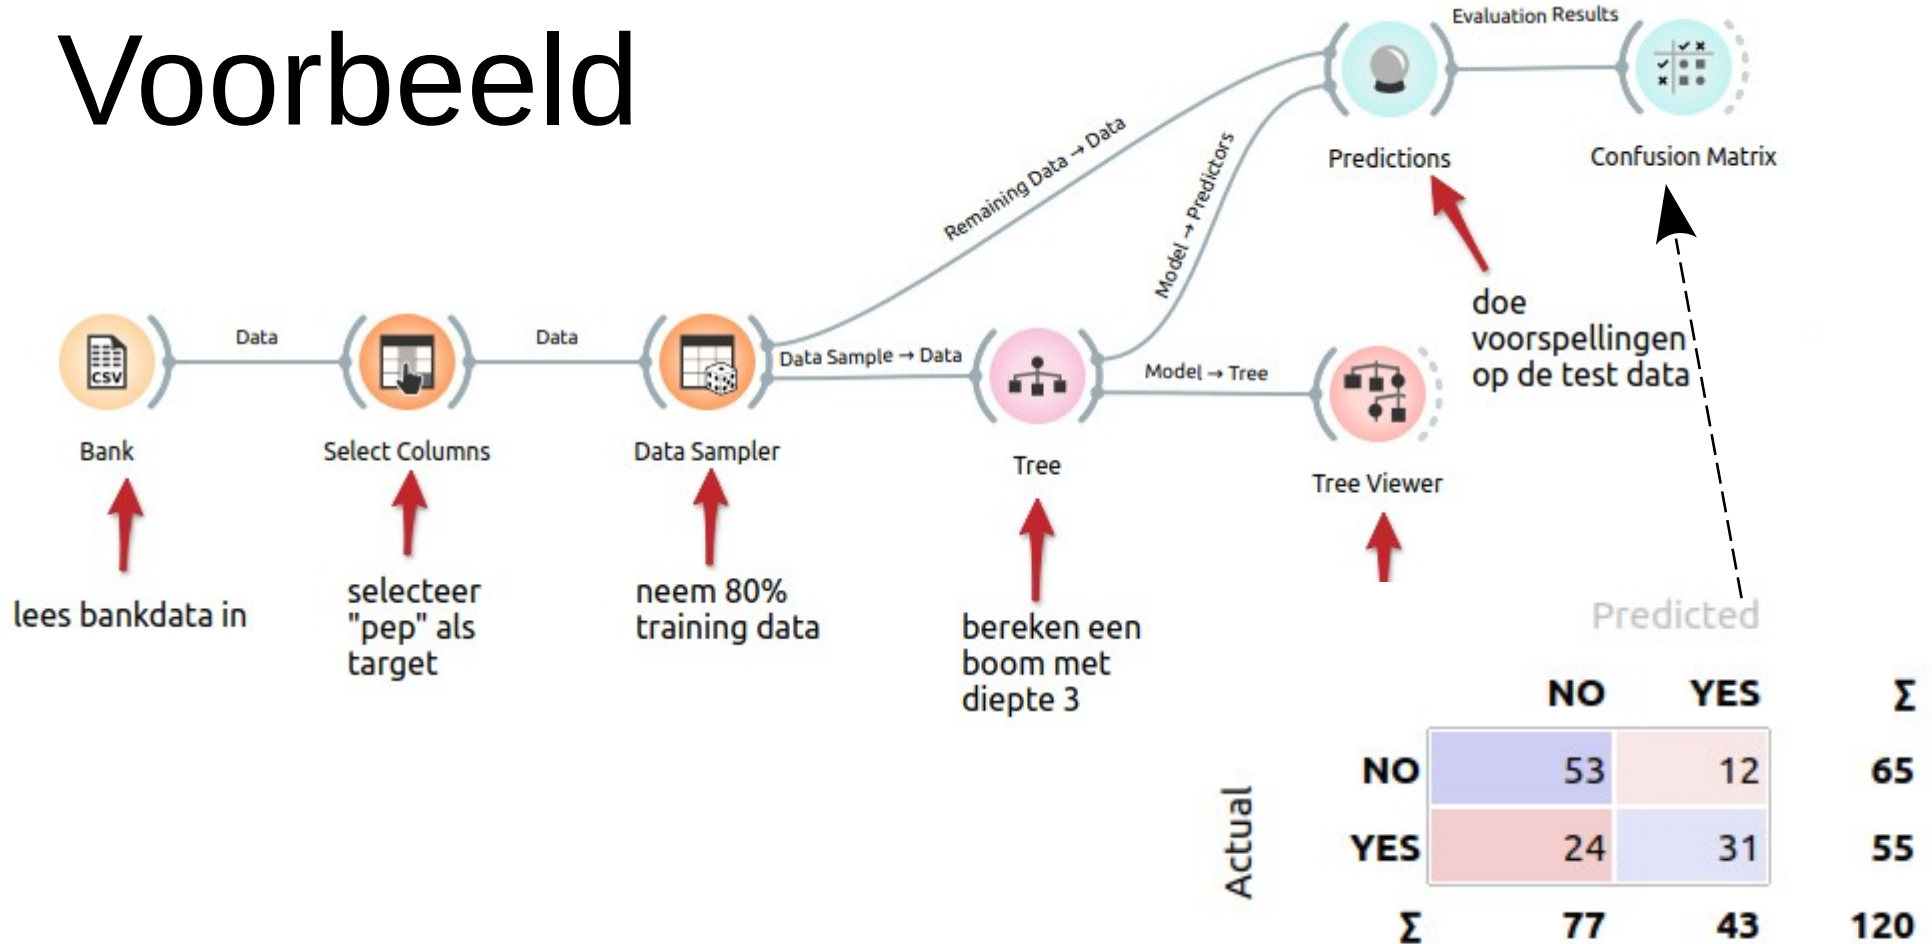 Voorbeeld
Evaluation Results
Predictions
Confusion Matrix
Remaining Data → Data
Model → Predictors
doe
voorspellingen
op de test data
Data
Data
Data Sample → Data
Model → Tree
CSV
Bank
Select Columns
Data Sampler
Tree
Tree Viewer
lees bankdata in
selecteer
"pep" als
target
neem 80%
training data
bereken een
boom met
diepte 3
Predicted
NO YES Σ
Actual
NO 53 12 65
YES 24 31 55
Σ 77 43 120